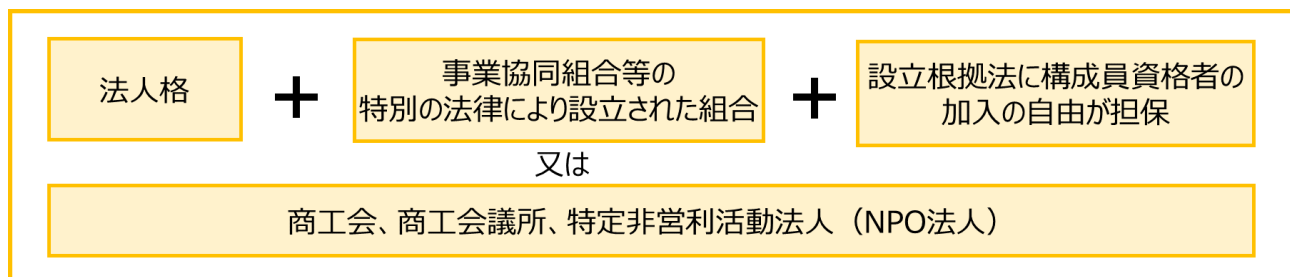 法人格
+
事業協同組合等の
特別の法律により設立された組合
+
設立根拠法に構成員資格者の
加入の自由が担保
又は
商工会、商工会議所、特定非営利活動法人（NPO法人）